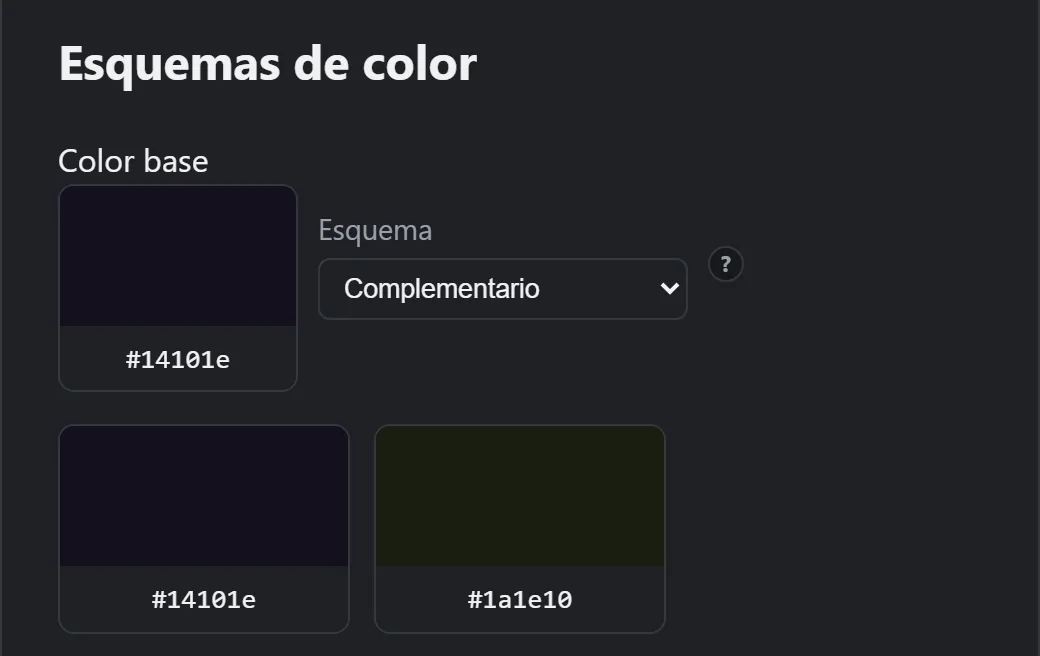 Esquemas de color
Color base
Esquema
Complementario
?
#14101e
#14101e
#1a1e10